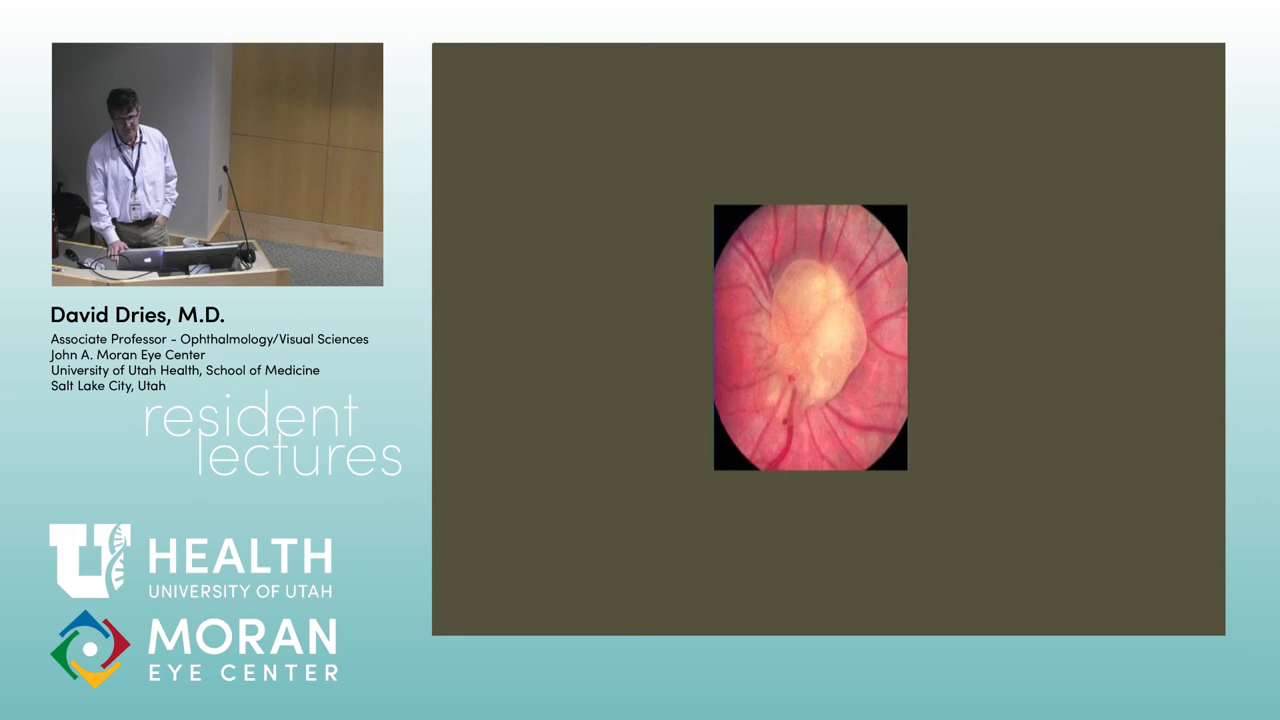 David Dries, M.D.
Associate Professor - Ophthalmology/Visual Sciences
John A. Moran Eye Center
University of Utah Health, School of Medicine
Salt Lake City, Utah
resident
lectures
U HEALTH
UNIVERSITY OF UTAH
MORAN
EYE CENTER